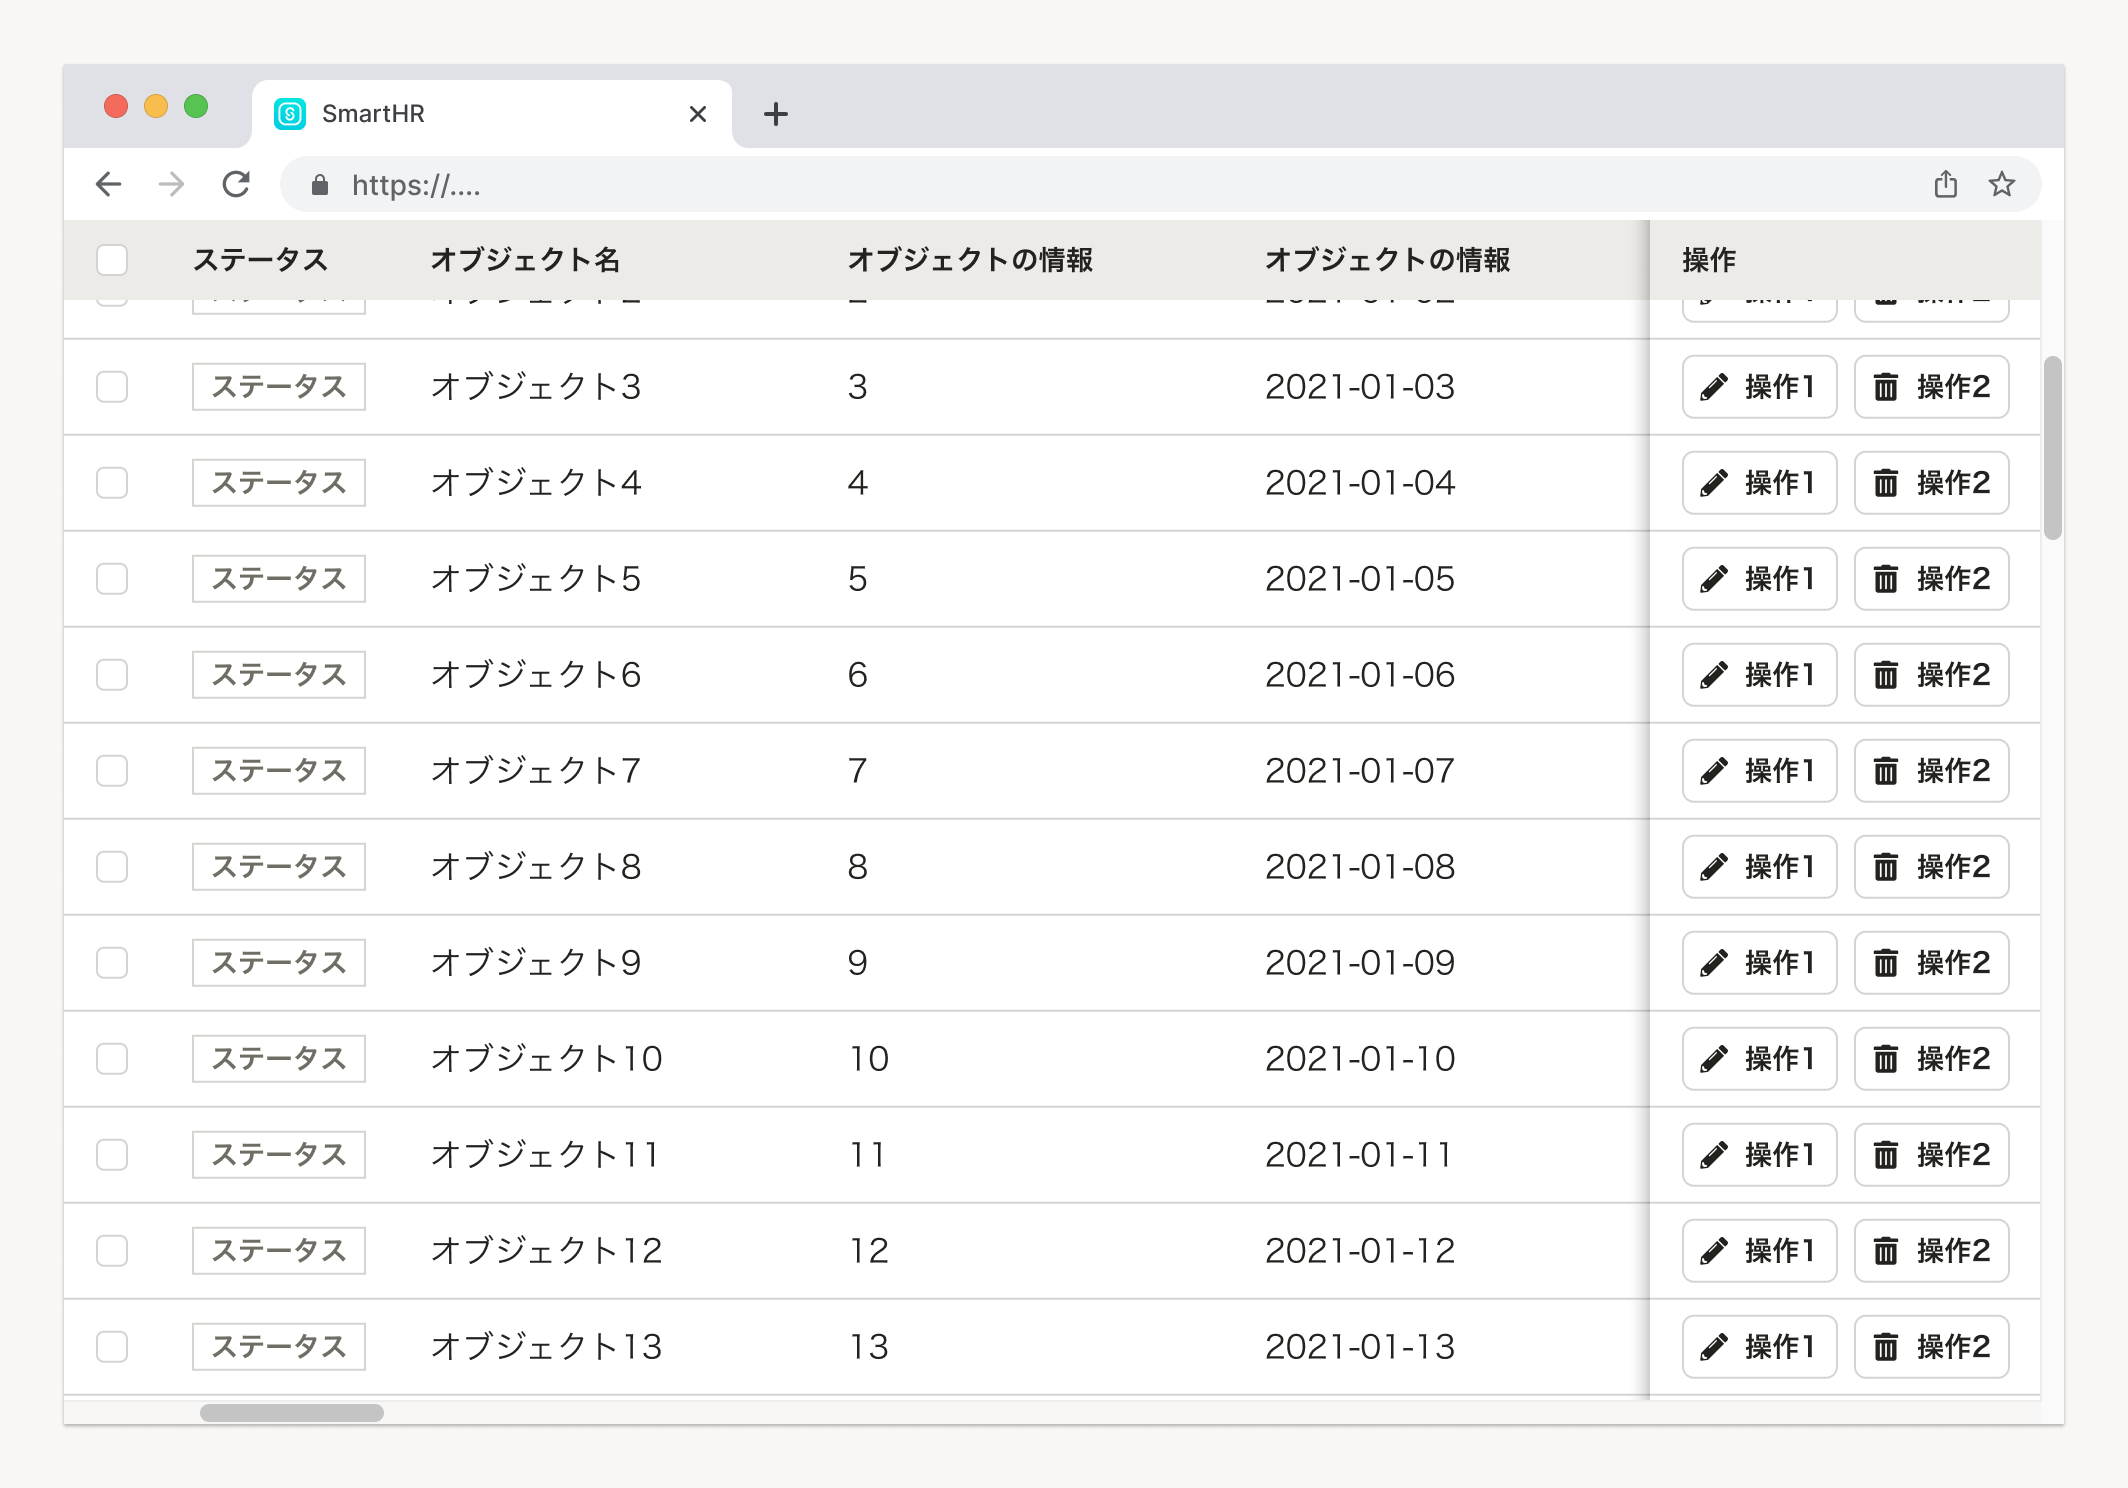 SmartHR
https://....
ステータス オブジェクト名 オブジェクトの情報 オブジェクトの情報 操作
ステータス オブジェクト3 3 2021-01-03 操作1 操作2
ステータス オブジェクト4 4 2021-01-04 操作1 操作2
ステータス オブジェクト5 5 2021-01-05 操作1 操作2
ステータス オブジェクト6 6 2021-01-06 操作1 操作2
ステータス オブジェクト7 7 2021-01-07 操作1 操作2
ステータス オブジェクト8 8 2021-01-08 操作1 操作2
ステータス オブジェクト9 9 2021-01-09 操作1 操作2
ステータス オブジェクト10 10 2021-01-10 操作1 操作2
ステータス オブジェクト11 11 2021-01-11 操作1 操作2
ステータス オブジェクト12 12 2021-01-12 操作1 操作2
ステータス オブジェクト13 13 2021-01-13 操作1 操作2